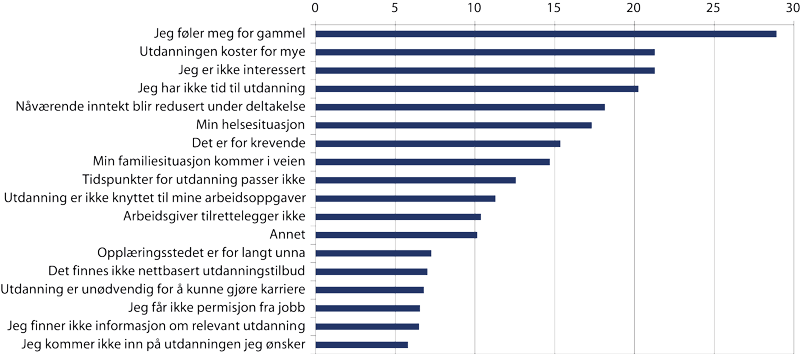 0 5 10 15 20 25 30
Jeg føler meg for gammel
Utdanningen koster for mye
Jeg er ikke interessert
Jeg har ikke tid til utdanning
Nåværende inntekt blir redusert under deltakelse
Min helsesituasjon
Det er for krevende
Min familiesituasjon kommer i veien
Tidspunkter for utdanning passer ikke
Utdanning er ikke knyttet til mine arbeidsoppgaver
Arbeidsgiver tilrettelegger ikke
Annet
Opplæringsstedet er for langt unna
Det finnes ikke nettbasert utdanningstilbud
Utdanning er unødvendig for å kunne gjøre karriere
Jeg får ikke permisjon fra jobb
Jeg finner ikke informasjon om relevant utdanning
Jeg kommer ikke inn på utdanningen jeg ønsker